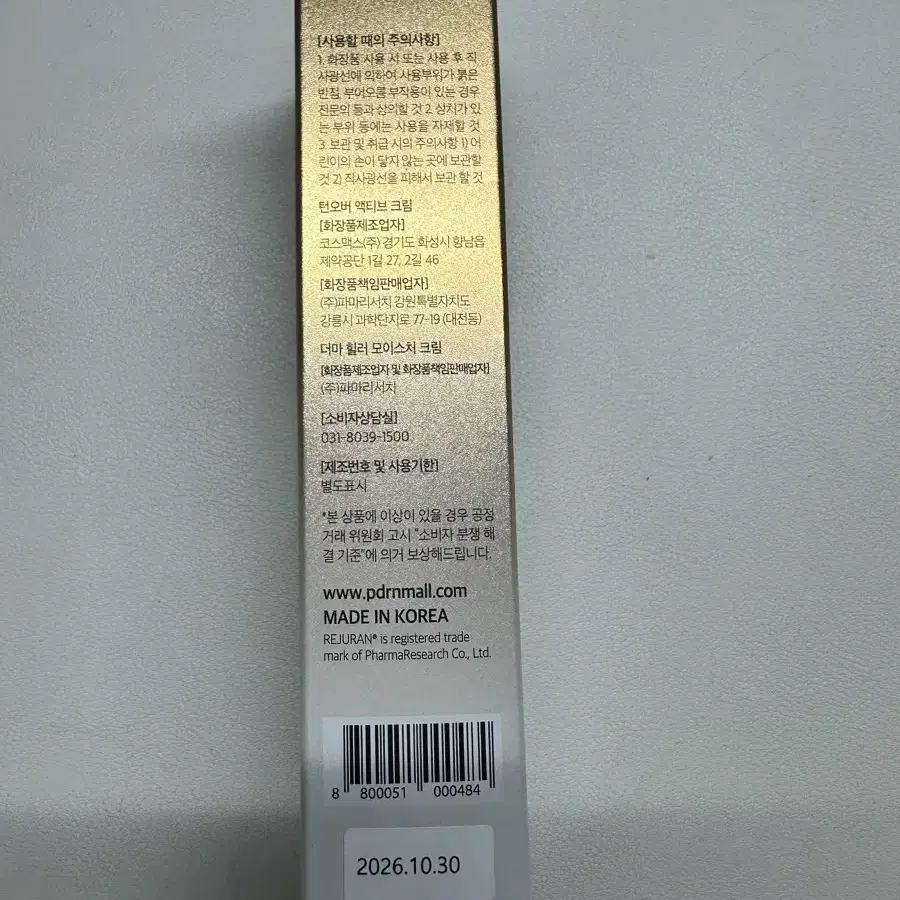 [사용할 때의 주의사항]
1. 화장품 사용 시 또는 사용 후 직
사광선에 의하여 사용부위가 붉은
반점, 부어오름 부작용이 있는 경우
전문의 등과 상의할 것 2. 상처가 있
는 부위 등에는 사용을 자제할 것
3. 보관 및 취급 시의 주의사항 1) 어
린이의 손이 닿지 않는 곳에 보관할
것 2) 직사광선을 피해서 보관 할 것
턴오버 액티브 크림
[화장품제조업자]
코스맥스(주) 경기도 화성시 향남읍
제약공단 1길 27, 2길 46
[화장품책임판매업자]
(주)파마리서치 강원특별자치도
강릉시 과학단지로 77-19 (대전동)
더마 힐러 모이스처 크림
[화장품제조업자 및 화장품책임판매업자]
(주)파마리서치
[소비자상담실]
031-8039-1500
[제조번호 및 사용기한]
별도표시
*본 상품에 이상이 있을 경우 공정
거래 위원회 고시 "소비자 분쟁 해
결 기준"에 의거 보상해드립니다.
www.pdrnmall.com
MADE IN KOREA
REJURAN® is registered trade
mark of PharmaResearch Co., Ltd.
8 800051 000484
2026.10.30